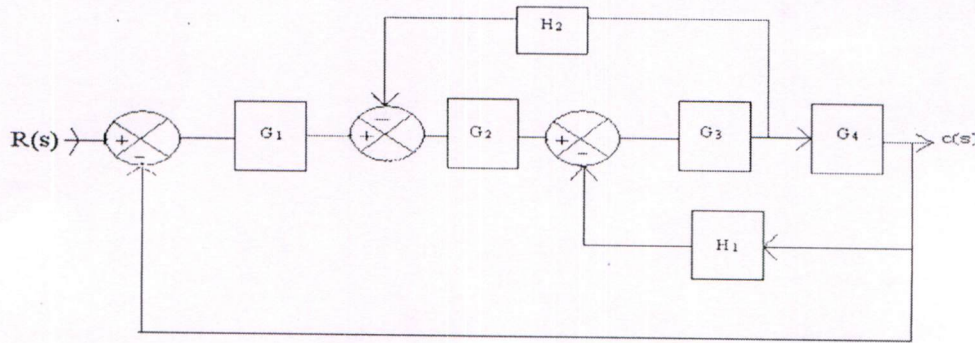 H2
R(s) + - G1 + - G2 + - G3 G4 c(s)
H1